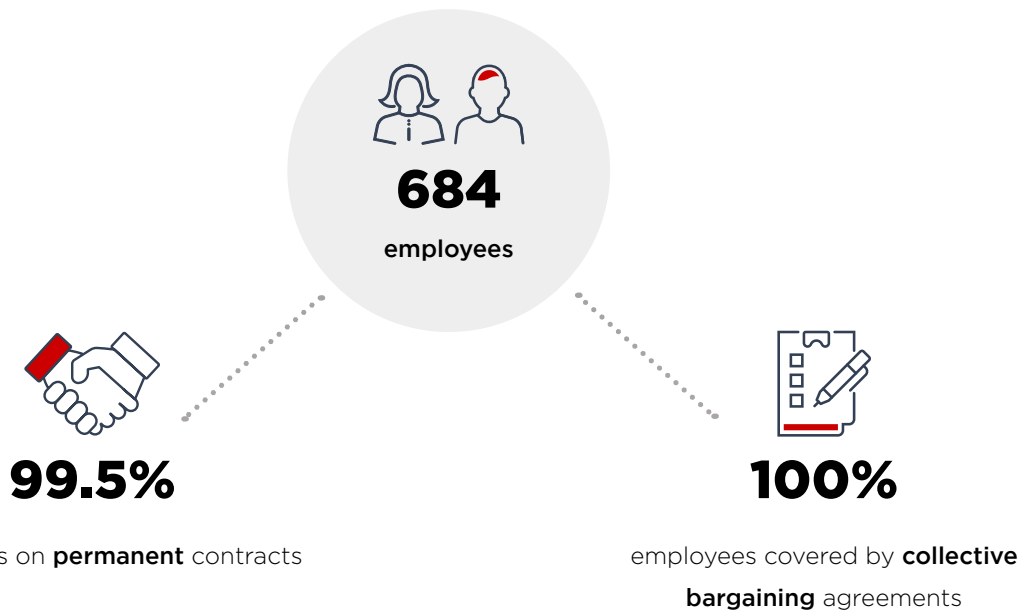 684
employees
99.5%
on permanent contracts
100%
employees covered by collective
bargaining agreements